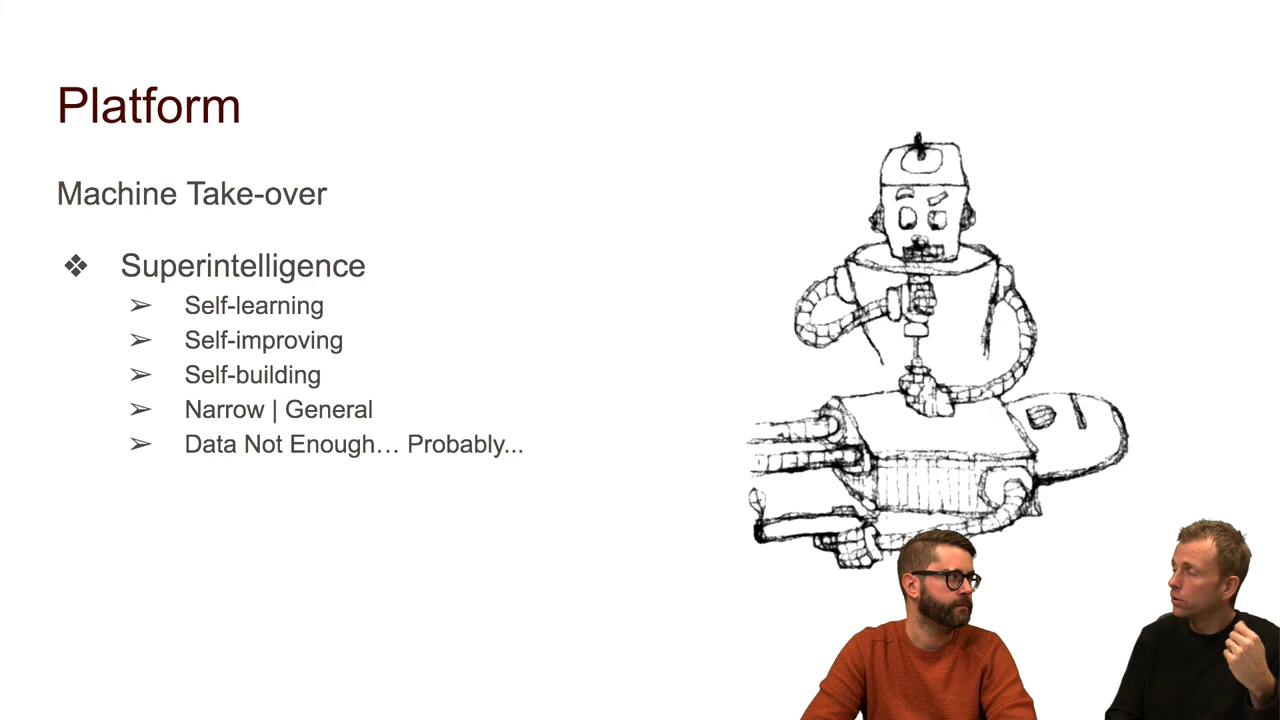 Platform
Machine Take-over
❖ Superintelligence
➢ Self-learning
➢ Self-improving
➢ Self-building
➢ Narrow | General
➢ Data Not Enough… Probably...